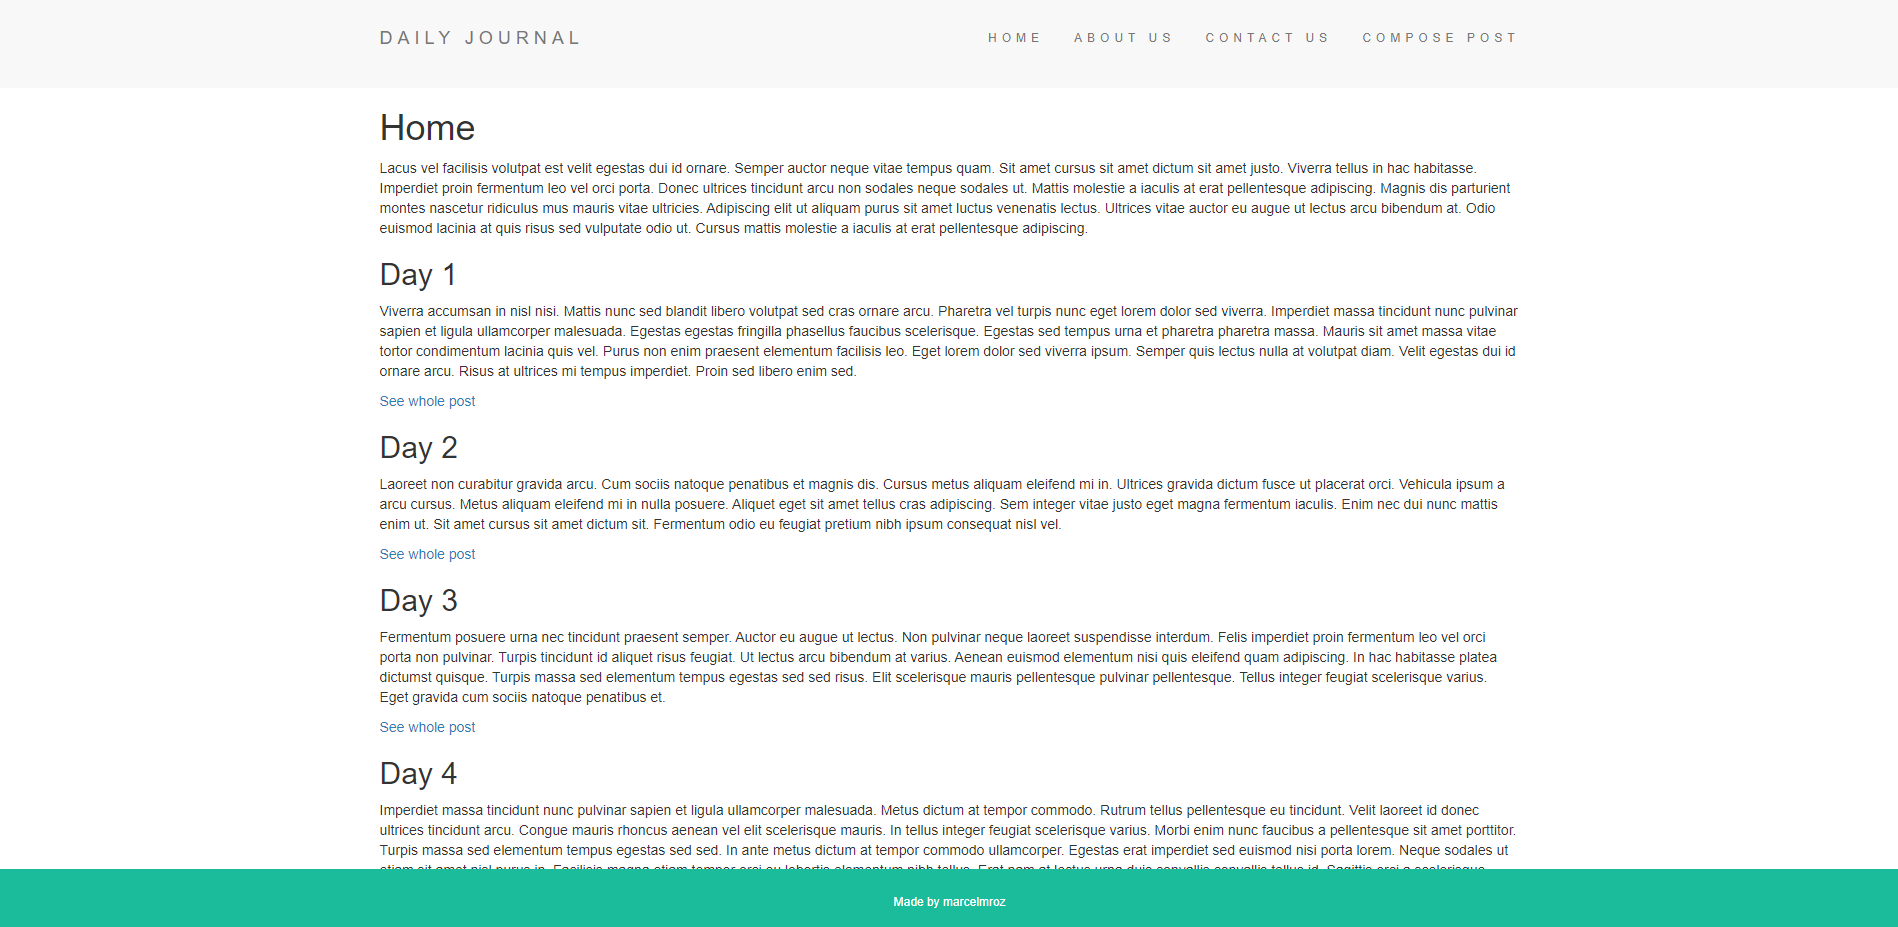 DAILY JOURNAL
HOME ABOUT US CONTACT US COMPOSE POST
Home
Lacus vel facilisis volutpat est velit egestas dui id ornare. Semper auctor neque vitae tempus quam. Sit amet cursus sit amet dictum sit amet justo. Viverra tellus in hac habitasse.
Imperdiet proin fermentum leo vel orci porta. Donec ultrices tincidunt arcu non sodales neque sodales ut. Mattis molestie a iaculis at erat pellentesque adipiscing. Magnis dis parturient
montes nascetur ridiculus mus mauris vitae ultricies. Adipiscing elit ut aliquam purus sit amet luctus venenatis lectus. Ultrices vitae auctor eu augue ut lectus arcu bibendum at. Odio
euismod lacinia at quis risus sed vulputate odio ut. Cursus mattis molestie a iaculis at erat pellentesque adipiscing.
Day 1
Viverra accumsan in nisl nisi. Mattis nunc sed blandit libero volutpat sed cras ornare arcu. Pharetra vel turpis nunc eget lorem dolor sed viverra. Imperdiet massa tincidunt nunc pulvinar
sapien et ligula ullamcorper malesuada. Egestas egestas fringilla phasellus faucibus scelerisque. Egestas sed tempus urna et pharetra pharetra massa. Mauris sit amet massa vitae
tortor condimentum lacinia quis vel. Purus non enim praesent elementum facilisis leo. Eget lorem dolor sed viverra ipsum. Semper quis lectus nulla at volutpat diam. Velit egestas dui id
ornare arcu. Risus at ultrices mi tempus imperdiet. Proin sed libero enim sed.
See whole post
Day 2
Laoreet non curabitur gravida arcu. Cum sociis natoque penatibus et magnis dis. Cursus metus aliquam eleifend mi in. Ultrices gravida dictum fusce ut placerat orci. Vehicula ipsum a
arcu cursus. Metus aliquam eleifend mi in nulla posuere. Aliquet eget sit amet tellus cras adipiscing. Sem integer vitae justo eget magna fermentum iaculis. Enim nec dui nunc mattis
enim ut. Sit amet cursus sit amet dictum sit. Fermentum odio eu feugiat pretium nibh ipsum consequat nisl vel.
See whole post
Day 3
Fermentum posuere urna nec tincidunt praesent semper. Auctor eu augue ut lectus. Non pulvinar neque laoreet suspendisse interdum. Felis imperdiet proin fermentum leo vel orci
porta non pulvinar. Turpis tincidunt id aliquet risus feugiat. Ut lectus arcu bibendum at varius. Aenean euismod elementum nisi quis eleifend quam adipiscing. In hac habitasse platea
dictumst quisque. Turpis massa sed elementum tempus egestas sed sed risus. Elit scelerisque mauris pellentesque pulvinar pellentesque. Tellus integer feugiat scelerisque varius.
Eget gravida cum sociis natoque penatibus et.
See whole post
Day 4
Imperdiet massa tincidunt nunc pulvinar sapien et ligula ullamcorper malesuada. Metus dictum at tempor commodo. Rutrum tellus pellentesque eu tincidunt. Velit laoreet id donec
ultrices tincidunt arcu. Congue mauris rhoncus aenean vel elit scelerisque mauris. In tellus integer feugiat scelerisque varius. Morbi enim nunc faucibus a pellentesque sit amet porttitor.
Turpis massa sed elementum tempus egestas sed sed. In ante metus dictum at tempor commodo ullamcorper. Egestas erat imperdiet sed euismod nisi porta lorem. Neque sodales ut
Made by marcelmroz